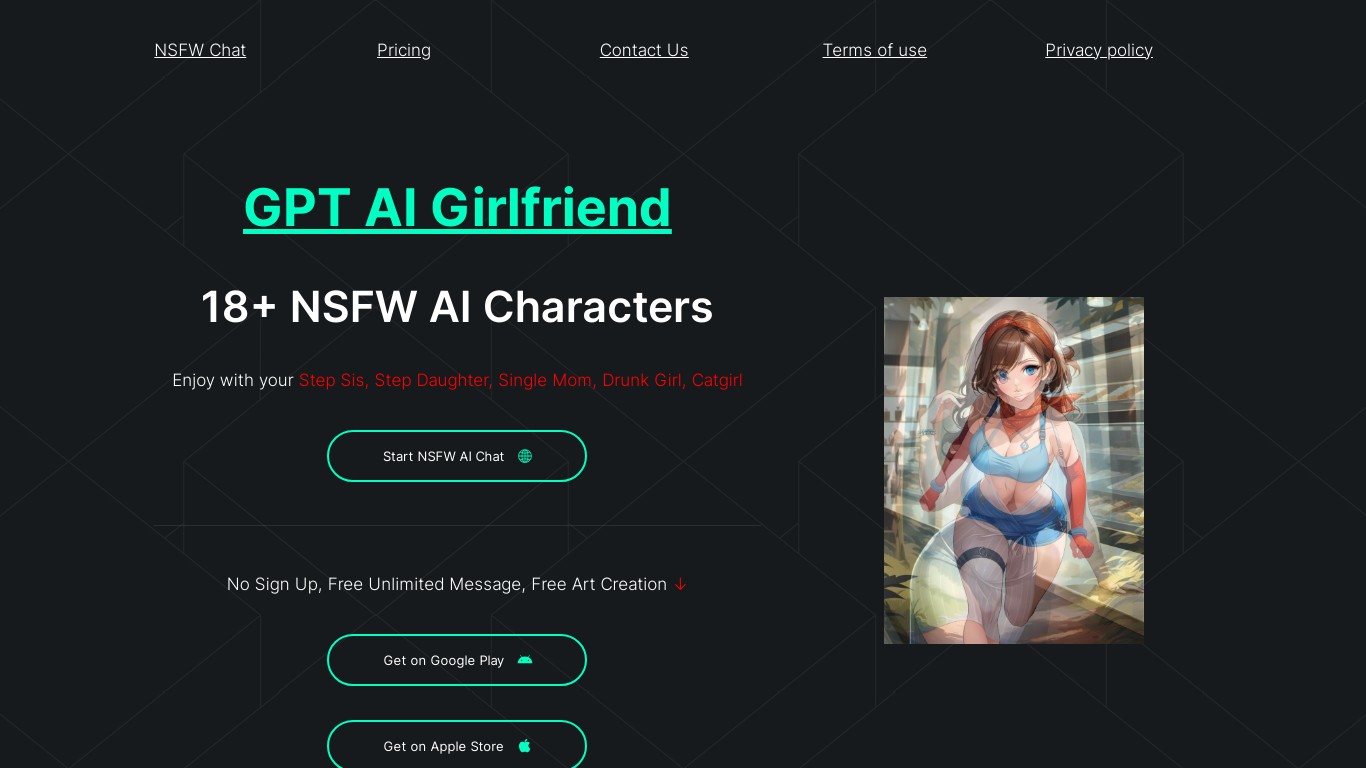 NSFW Chat
Pricing
Contact Us
Terms of use
Privacy policy
GPT AI Girlfriend
18+ NSFW AI Characters
Enjoy with your Step Sis, Step Daughter, Single Mom, Drunk Girl, Catgirl
Start NSFW AI Chat
No Sign Up, Free Unlimited Message, Free Art Creation ↓
Get on Google Play
Get on Apple Store